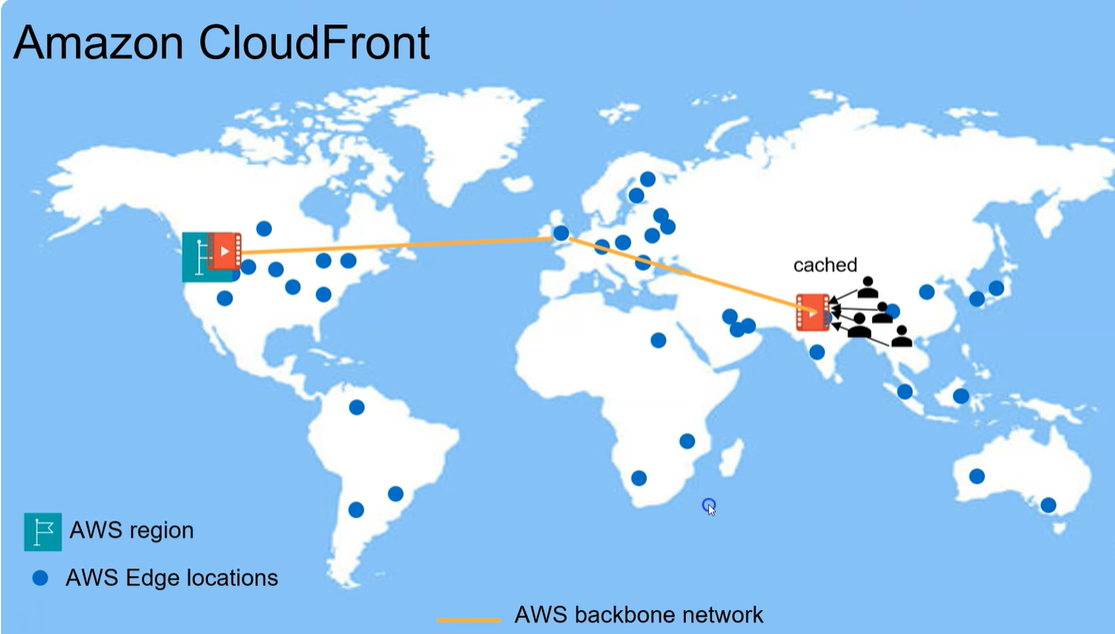 Amazon CloudFront
cached
AWS region
AWS Edge locations
AWS backbone network